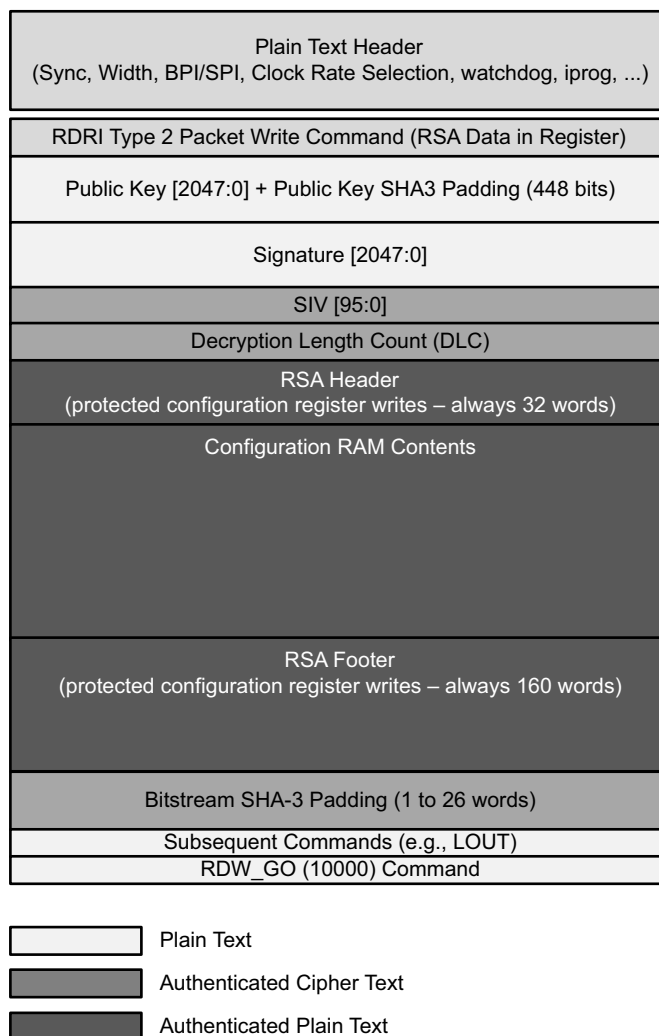 Plain Text Header
(Sync, Width, BPI/SPI, Clock Rate Selection, watchdog, iprog, ...)
RDRI Type 2 Packet Write Command (RSA Data in Register)
Public Key [2047:0] + Public Key SHA3 Padding (448 bits)
Signature [2047:0]
SIV [95:0]
Decryption Length Count (DLC)
RSA Header
(protected configuration register writes – always 32 words)
Configuration RAM Contents
RSA Footer
(protected configuration register writes – always 160 words)
Bitstream SHA-3 Padding (1 to 26 words)
Subsequent Commands (e.g., LOUT)
RDW_GO (10000) Command
Plain Text
Authenticated Cipher Text
Authenticated Plain Text